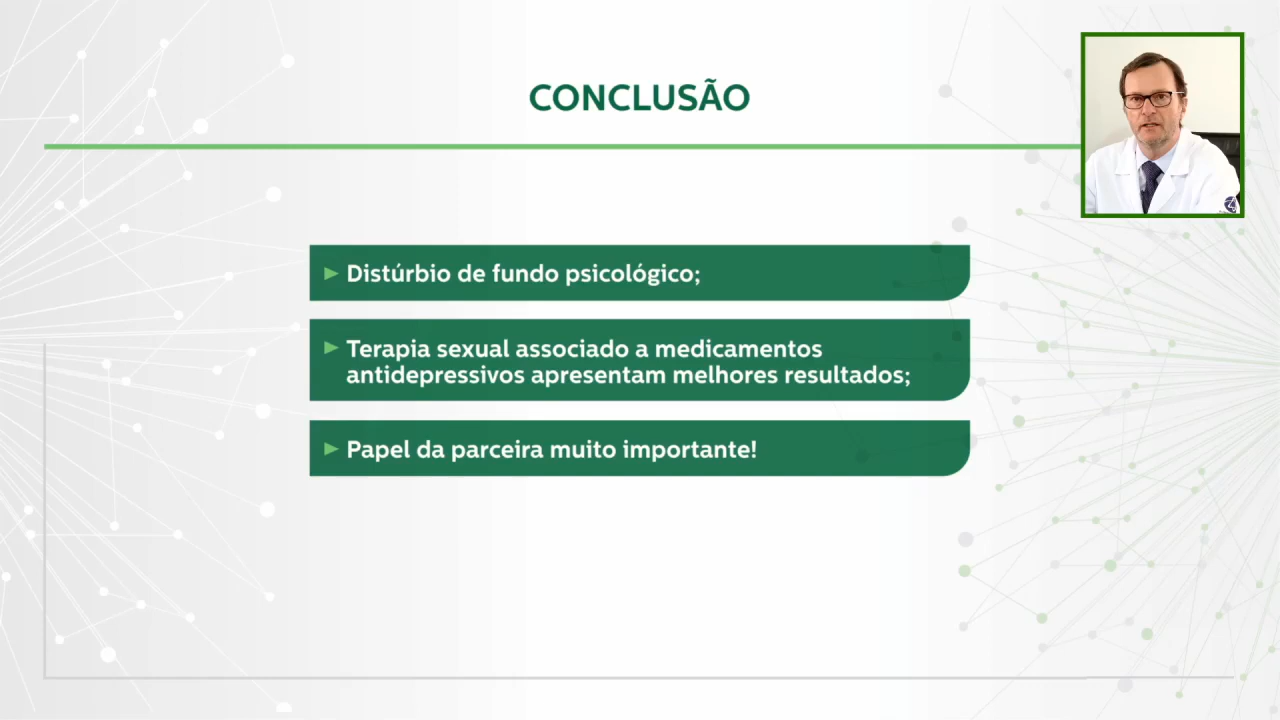 CONCLUSÃO
Distúrbio de fundo psicológico;
Terapia sexual associado a medicamentos
antidepressivos apresentam melhores resultados;
Papel da parceira muito importante!